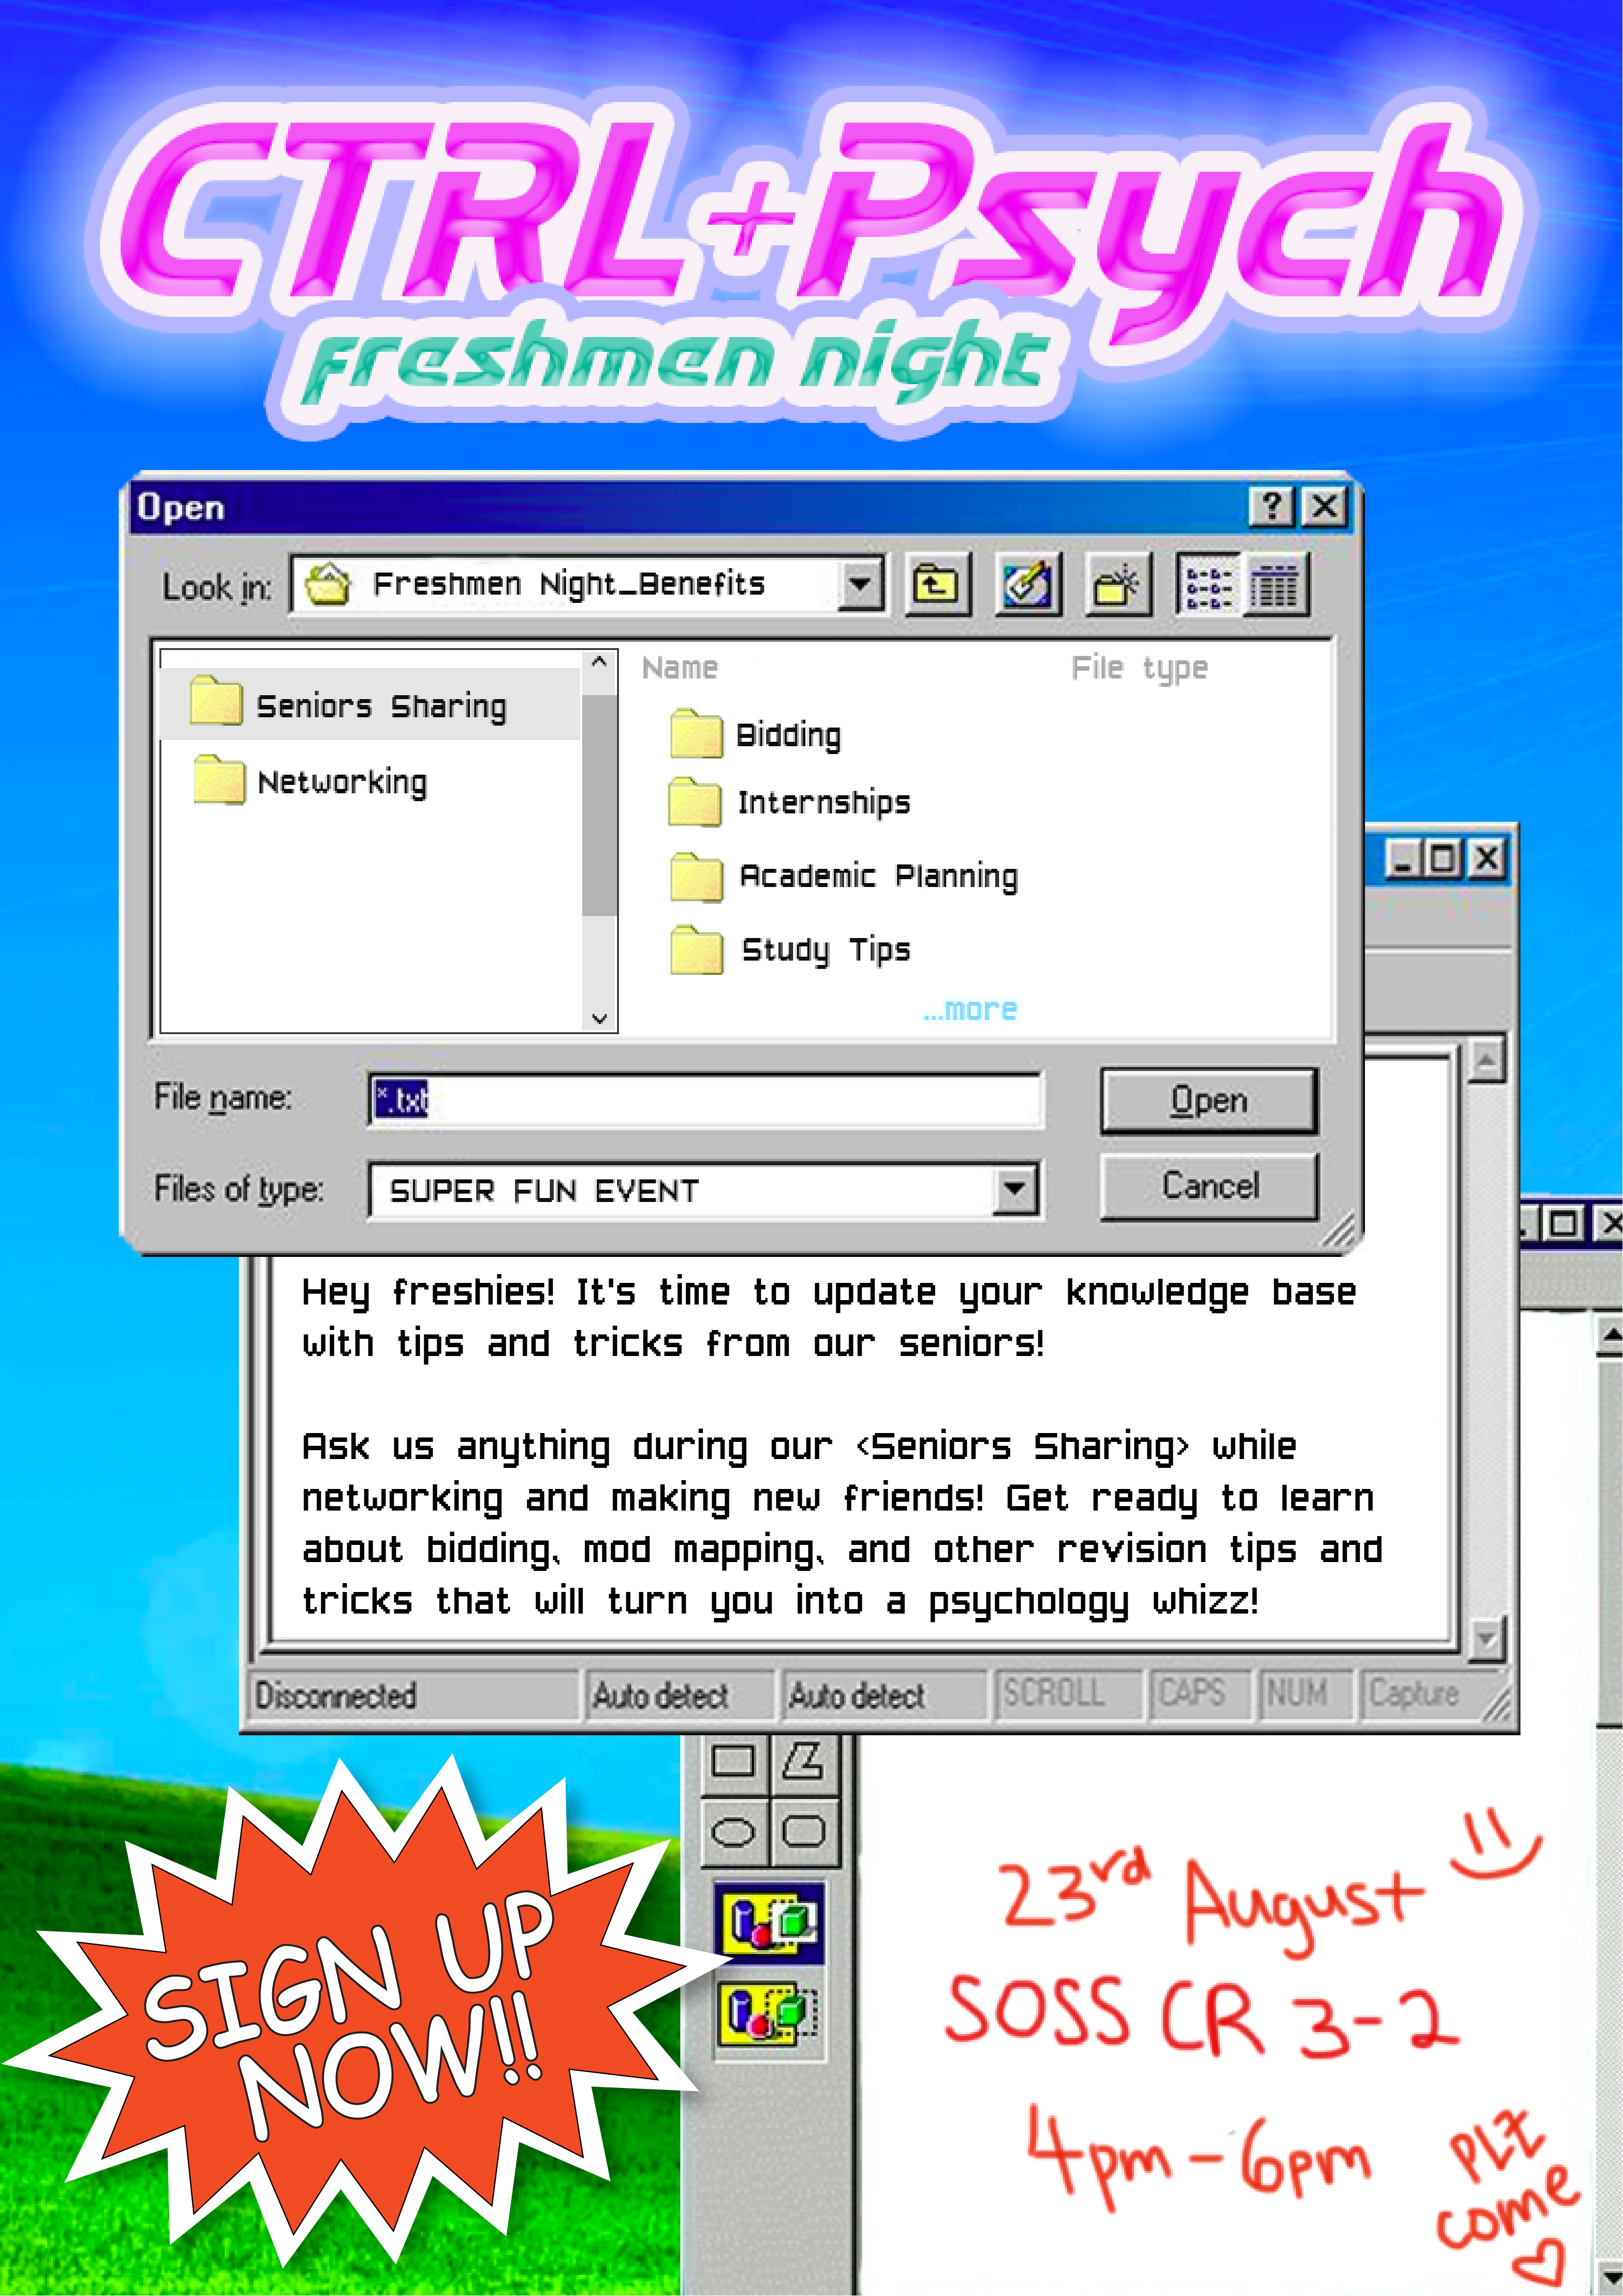 CTRL+Psych
freshmen night
Open
Look in: Freshmen Night_Benefits
Name File type
Seniors Sharing
Networking
Bidding
Internships
Academic Planning
Study Tips
...more
File name: *.txt
Open
Files of type: SUPER FUN EVENT
Cancel
Hey freshies! It's time to update your knowledge base
with tips and tricks from our seniors!
Ask us anything during our <Seniors Sharing> while
networking and making new friends! Get ready to learn
about bidding, mod mapping, and other revision tips and
tricks that will turn you into a psychology whizz!
Disconnected Auto detect Auto detect SCROLL CAPS NUM Capture
SIGN UP
NOW!!
23rd August
SOSS CR 3-2
4pm-6pm
PLZ
come